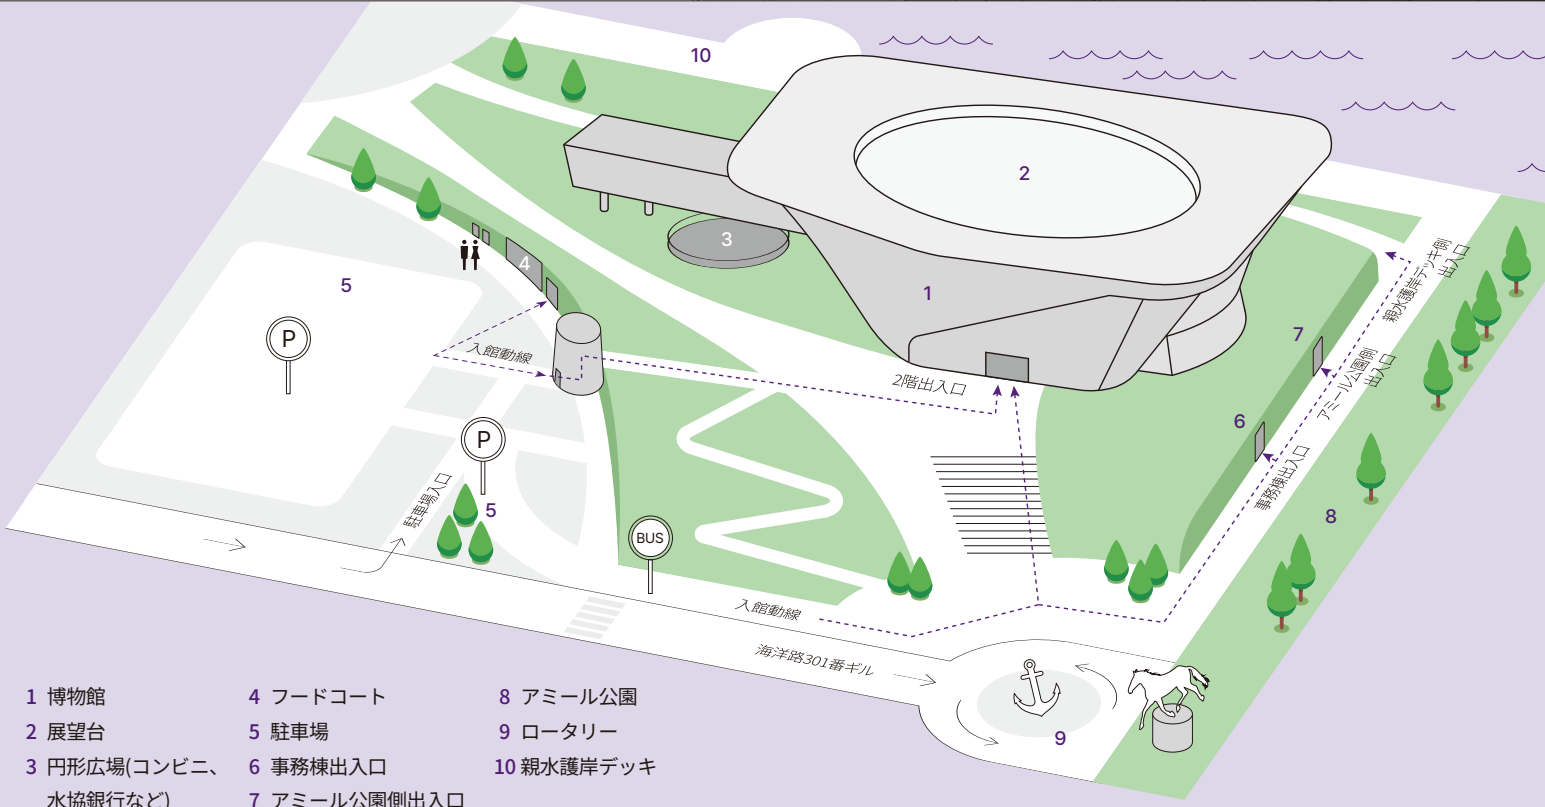 10
2
3
4
5
1
P
入館動線
2階出入口
親水護岸デッキ側
出入口
7
アミール公園側
出入口
6
事務棟出入口
P
駐車場入口
5
8
BUS
入館動線
海洋路301番ギル
9
1 博物館
2 展望台
3 円形広場(コンビニ、
水協銀行など)
4 フードコート
5 駐車場
6 事務棟出入口
7 アミール公園側出入口
8 アミール公園
9 ロータリー
10 親水護岸デッキ